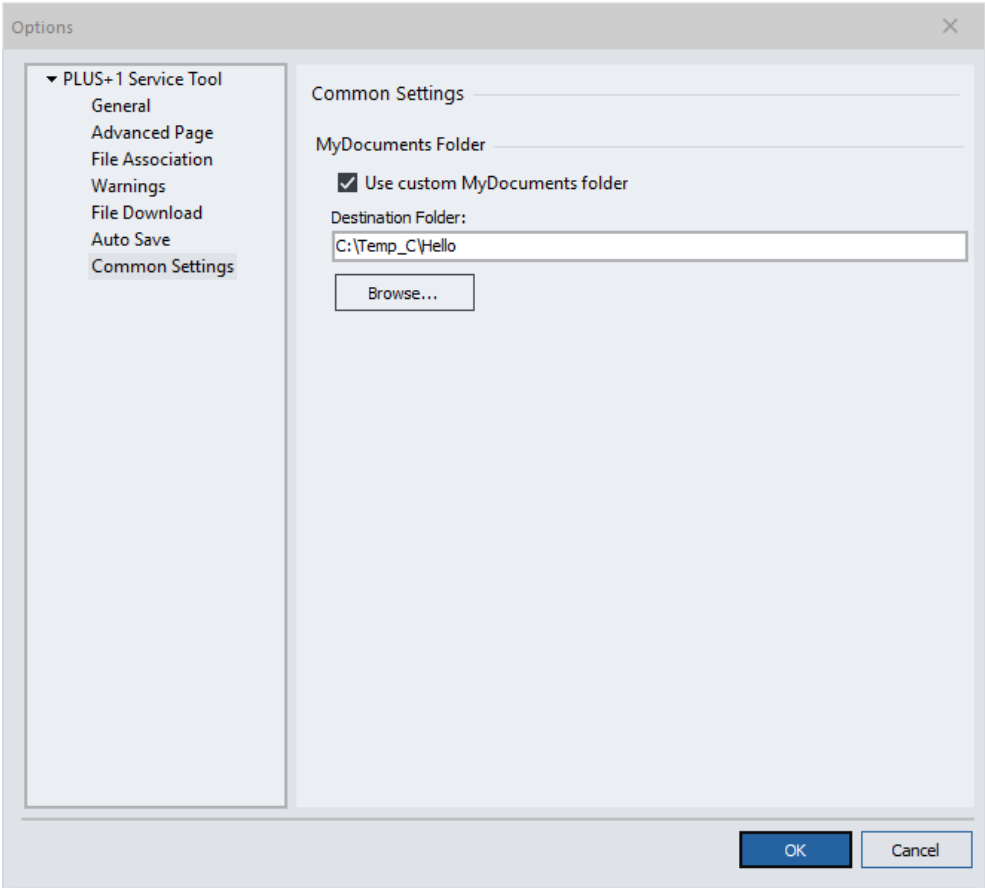 Options
PLUS+1 Service Tool
General
Advanced Page
File Association
Warnings
File Download
Auto Save
Common Settings
Common Settings
MyDocuments Folder
Use custom MyDocuments folder
Destination Folder:
C:\Temp_C\Hello
Browse...
OK
Cancel